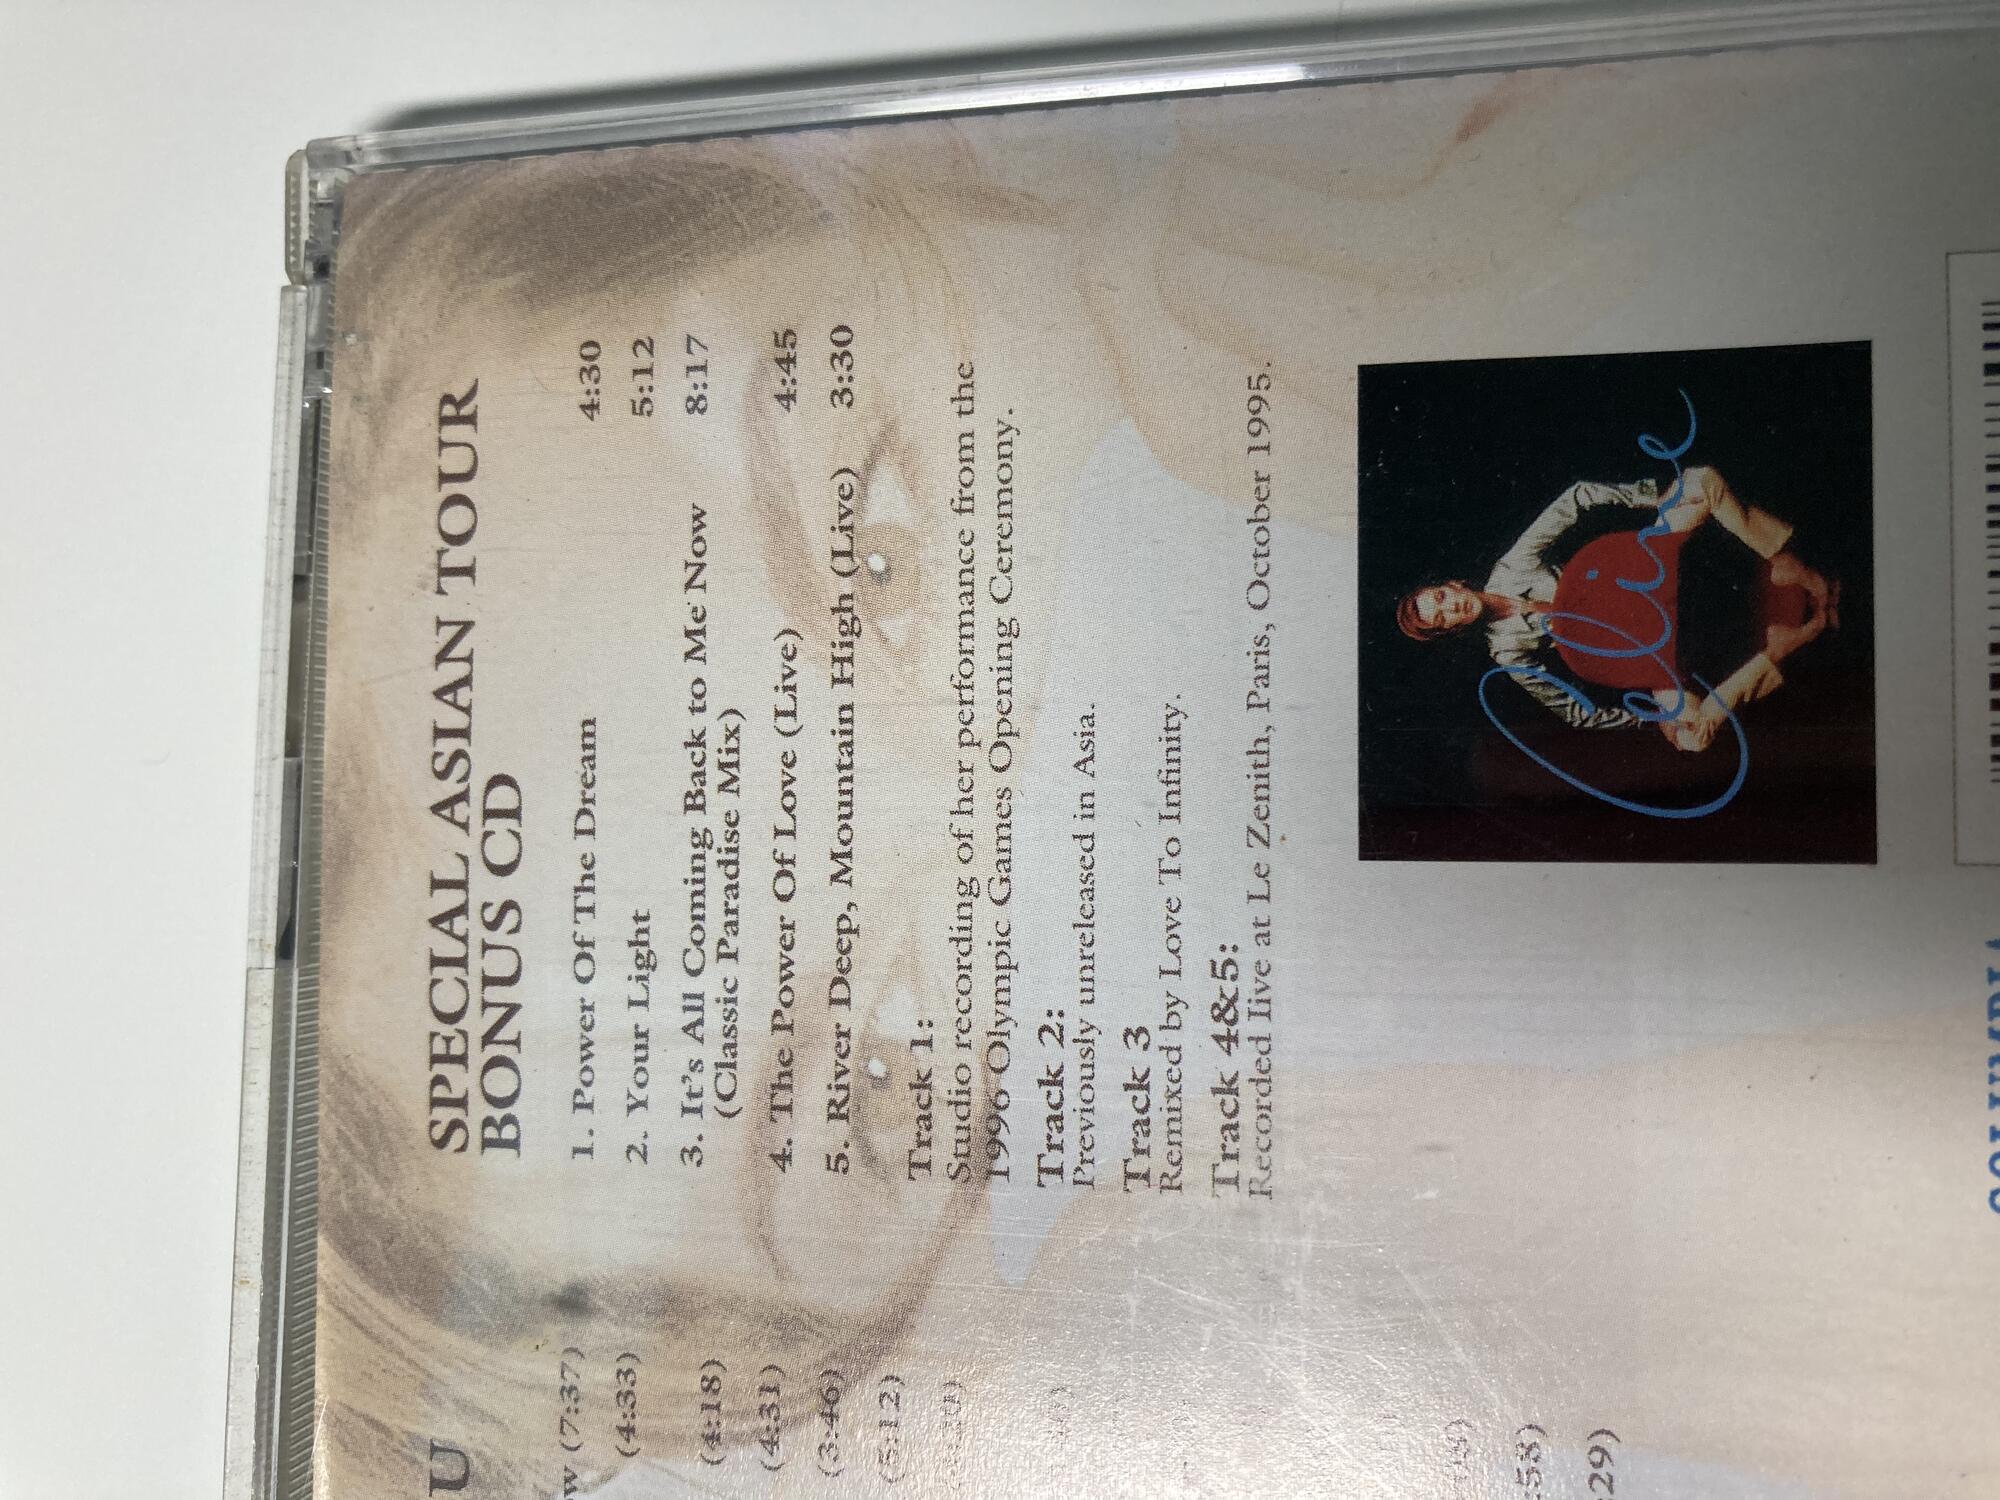 SPECIAL ASIAN TOUR
BONUS CD
1. Power Of The Dream 4:30
2. Your Light 5:12
3. It's All Coming Back to Me Now 8:17
(Classic Paradise Mix)
4. The Power Of Love (Live) 4:45
5. River Deep, Mountain High (Live) 3:30
Track 1:
Studio recording of her performance from the
1996 Olympic Games Opening Ceremony.
Track 2:
Previously unreleased in Asia.
Track 3
Remixed by Love To Infinity.
Track 4&5:
Recorded live at Le Zenith, Paris, October 1995.
Celine
U
(7:37)
(4:33)
(4:18)
(4:31)
(3:46)
(5:12)
:58)
:29)